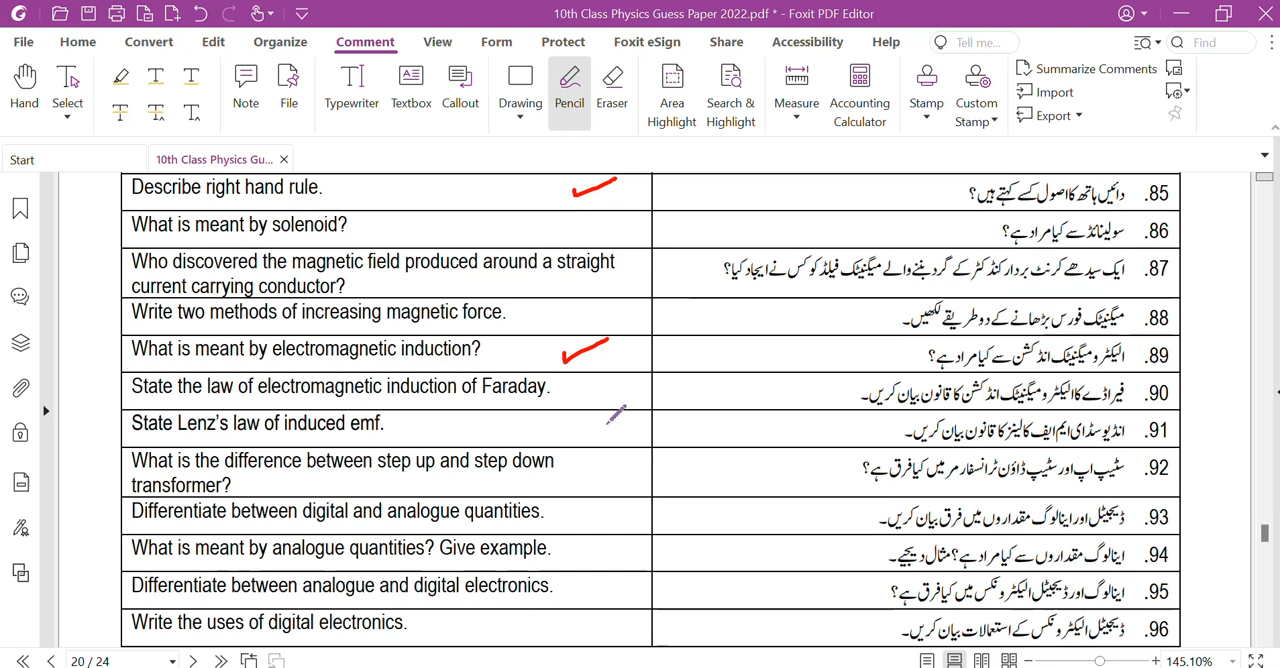 10th Class Physics Guess Paper 2022.pdf * - Foxit PDF Editor
File Home Convert Edit Organize Comment View Form Protect Foxit eSign Share Accessibility Help Tell me... Find
Hand Select Note File Typewriter Textbox Callout Drawing Pencil Eraser Area Highlight Search & Highlight Measure Accounting Calculator Stamp Custom Stamp
Summarize Comments
Import
Export
Start 10th Class Physics Gu...
Describe right hand rule. دائیں ہاتھ کا اصول کسے کہتے ہیں؟ .85
What is meant by solenoid? سولینائڈ سے کیا مراد ہے؟ .86
Who discovered the magnetic field produced around a straight ایک سیدھے کرنٹ بردار کنڈکٹر کے گرد بننے والے میگنیٹک فیلڈ کو کس نے ایجاد کیا؟ .87
current carrying conductor?
Write two methods of increasing magnetic force. میگنیٹک فورس بڑھانے کے دو طریقے لکھیں۔ .88
What is meant by electromagnetic induction? الیکٹرومیگنیٹک انڈکشن سے کیا مراد ہے؟ .89
State the law of electromagnetic induction of Faraday. فیراڈے کا الیکٹرومیگنیٹک انڈکشن کا قانون بیان کریں۔ .90
State Lenz's law of induced emf. انڈیوسڈ ای ایم ایف کا لینز کا قانون بیان کریں۔ .91
What is the difference between step up and step down سٹیپ اپ اور سٹیپ ڈاؤن ٹرانسفارمر میں کیا فرق ہے؟ .92
transformer?
Differentiate between digital and analogue quantities. ڈیجیٹل اور اینالوگ مقداروں میں فرق بیان کریں۔ .93
What is meant by analogue quantities? Give example. اینالوگ مقداروں سے کیا مراد ہے؟ مثال دیجیے۔ .94
Differentiate between analogue and digital electronics. اینالوگ اور ڈیجیٹل الیکٹرونکس میں کیا فرق ہے؟ .95
Write the uses of digital electronics. ڈیجیٹل الیکٹرونکس کے استعمالات بیان کریں۔ .96
20 / 24 145.10%